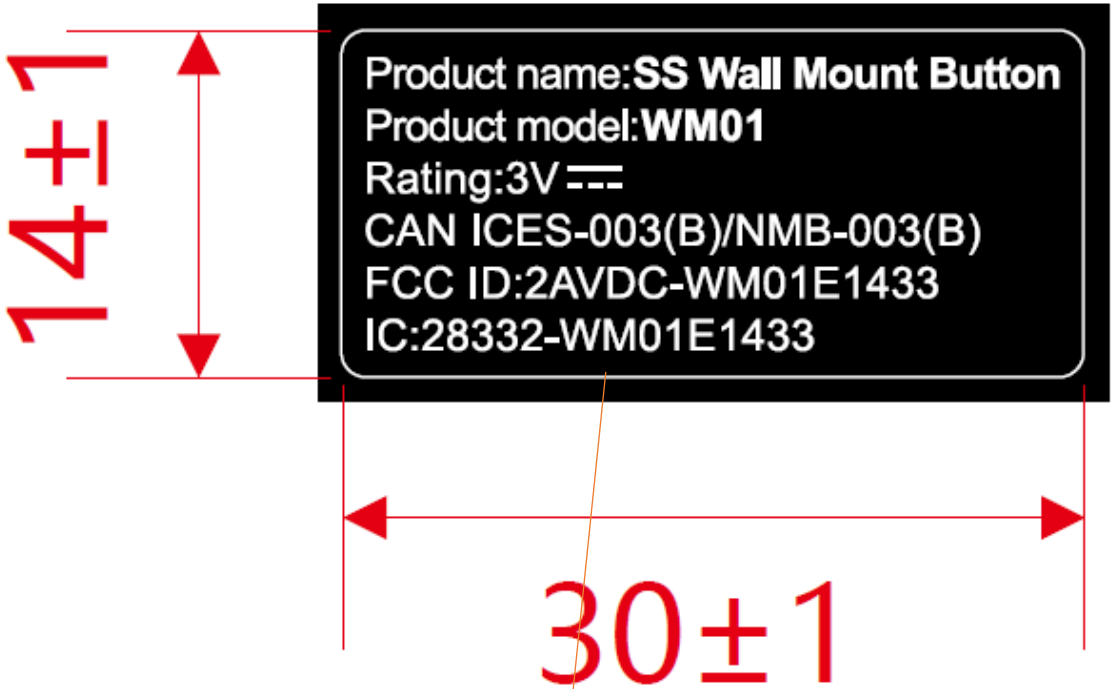 14±1
Product name:SS Wall Mount Button
Product model:WM01
Rating:3V ⎓
CAN ICES-003(B)/NMB-003(B)
FCC ID:2AVDC-WM01E1433
IC:28332-WM01E1433
30±1